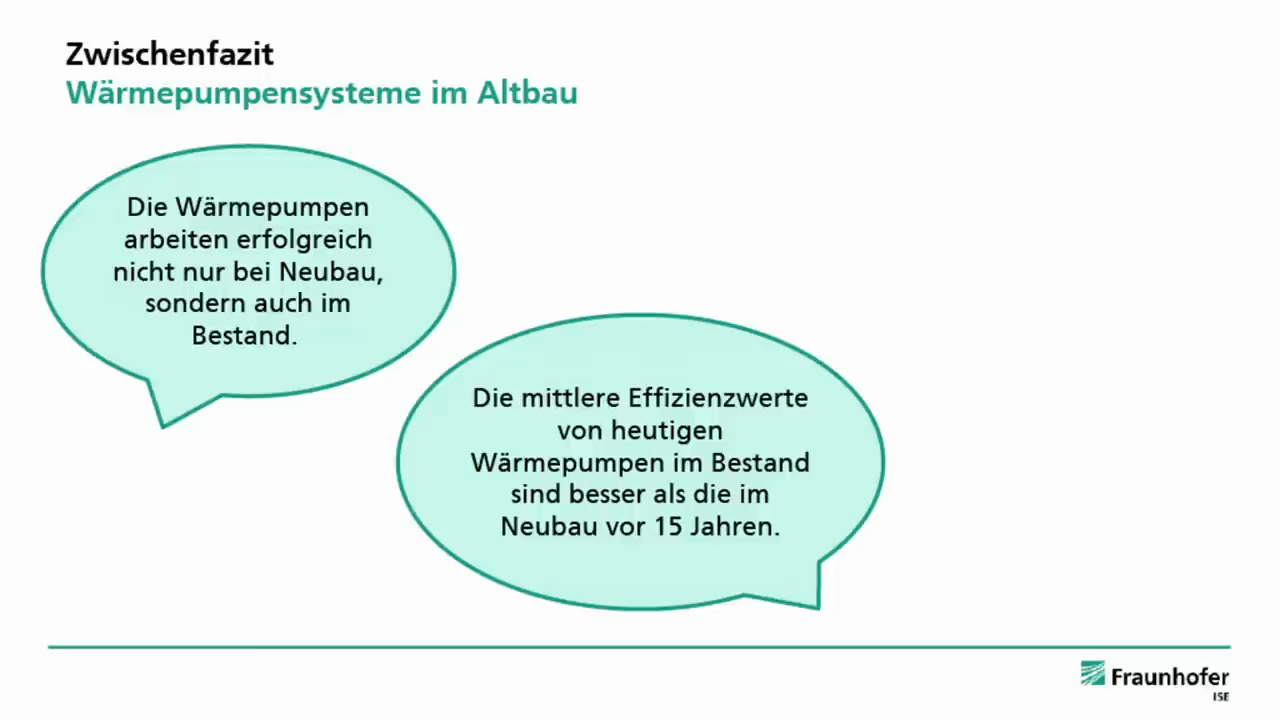 Zwischenfazit
Wärmepumpensysteme im Altbau
Die Wärmepumpen
arbeiten erfolgreich
nicht nur bei Neubau,
sondern auch im
Bestand.
Die mittlere Effizienzwerte
von heutigen
Wärmepumpen im Bestand
sind besser als die im
Neubau vor 15 Jahren.
Fraunhofer
ISE